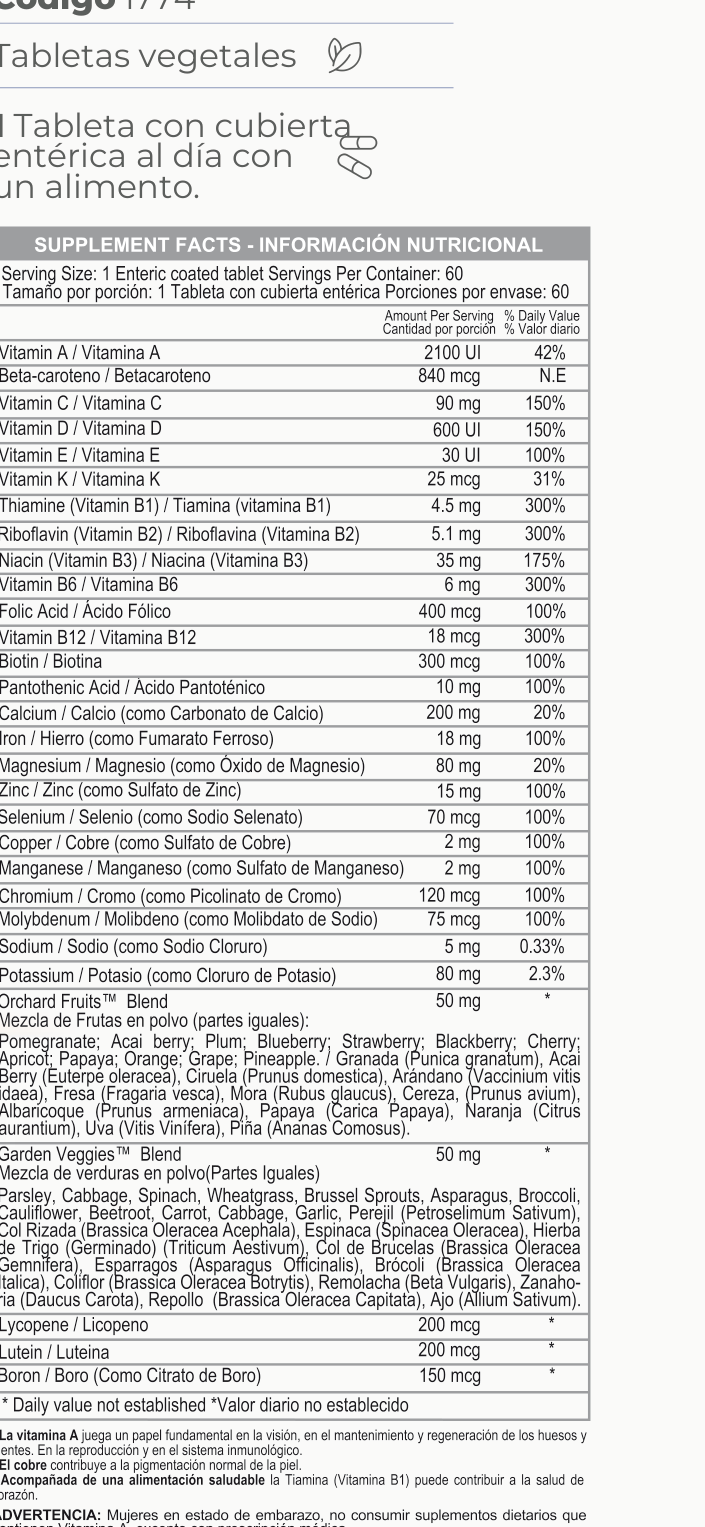 Código 1774
Tabletas vegetales
1 Tableta con cubierta
entérica al día con
un alimento.
SUPPLEMENT FACTS - INFORMACIÓN NUTRICIONAL
Serving Size: 1 Enteric coated tablet Servings Per Container: 60
Tamaño por porción: 1 Tableta con cubierta entérica Porciones por envase: 60
Amount Per Serving % Daily Value
Cantidad por porción % Valor diario
Vitamin A / Vitamina A 2100 UI 42%
Beta-caroteno / Betacaroteno 840 mcg N.E
Vitamin C / Vitamina C 90 mg 150%
Vitamin D / Vitamina D 600 UI 150%
Vitamin E / Vitamina E 30 UI 100%
Vitamin K / Vitamina K 25 mcg 31%
Thiamine (Vitamin B1) / Tiamina (vitamina B1) 4.5 mg 300%
Riboflavin (Vitamin B2) / Riboflavina (Vitamina B2) 5.1 mg 300%
Niacin (Vitamin B3) / Niacina (Vitamina B3) 35 mg 175%
Vitamin B6 / Vitamina B6 6 mg 300%
Folic Acid / Ácido Fólico 400 mcg 100%
Vitamin B12 / Vitamina B12 18 mcg 300%
Biotin / Biotina 300 mcg 100%
Pantothenic Acid / Ácido Pantoténico 10 mg 100%
Calcium / Calcio (como Carbonato de Calcio) 200 mg 20%
Iron / Hierro (como Fumarato Ferroso) 18 mg 100%
Magnesium / Magnesio (como Óxido de Magnesio) 80 mg 20%
Zinc / Zinc (como Sulfato de Zinc) 15 mg 100%
Selenium / Selenio (como Sodio Selenato) 70 mcg 100%
Copper / Cobre (como Sulfato de Cobre) 2 mg 100%
Manganese / Manganeso (como Sulfato de Manganeso) 2 mg 100%
Chromium / Cromo (como Picolinato de Cromo) 120 mcg 100%
Molybdenum / Molibdeno (como Molibdato de Sodio) 75 mcg 100%
Sodium / Sodio (como Sodio Cloruro) 5 mg 0.33%
Potassium / Potasio (como Cloruro de Potasio) 80 mg 2.3%
Orchard Fruits™ Blend 50 mg *
Mezcla de Frutas en polvo (partes iguales):
Pomegranate; Acai berry; Plum; Blueberry; Strawberry; Blackberry; Cherry;
Apricot; Papaya; Orange; Grape; Pineapple. / Granada (Punica granatum), Acai
Berry (Euterpe oleracea), Ciruela (Prunus domestica), Arándano (Vaccinium vitis
idaea), Fresa (Fragaria vesca), Mora (Rubus glaucus), Cereza, (Prunus avium),
Albaricoque (Prunus armeniaca), Papaya (Carica Papaya), Naranja (Citrus
aurantium), Uva (Vitis Vinífera), Piña (Ananas Comosus).
Garden Veggies™ Blend 50 mg *
Mezcla de verduras en polvo(Partes Iguales)
Parsley, Cabbage, Spinach, Wheatgrass, Brussel Sprouts, Asparagus, Broccoli,
Cauliflower, Beetroot, Carrot, Cabbage, Garlic, Perejil (Petroselimum Sativum),
Col Rizada (Brassica Oleracea Acephala), Espinaca (Spinacea Oleracea), Hierba
de Trigo (Germinado) (Triticum Aestivum), Col de Brucelas (Brassica Oleracea
Gemnífera), Esparragos (Asparagus Officinalis), Brócoli (Brassica Oleracea
Italica), Coliflor (Brassica Oleracea Botrytis), Remolacha (Beta Vulgaris), Zanaho-
ria (Daucus Carota), Repollo (Brassica Oleracea Capitata), Ajo (Allium Sativum).
Lycopene / Licopeno 200 mcg *
Lutein / Luteina 200 mcg *
Boron / Boro (Como Citrato de Boro) 150 mcg *
* Daily value not established *Valor diario no establecido
La vitamina A juega un papel fundamental en la visión, en el mantenimiento y regeneración de los huesos y
entes. En la reproducción y en el sistema inmunológico.
El cobre contribuye a la pigmentación normal de la piel.
Acompañada de una alimentación saludable la Tiamina (Vitamina B1) puede contribuir a la salud de
orazón.
ADVERTENCIA: Mujeres en estado de embarazo, no consumir suplementos dietarios que